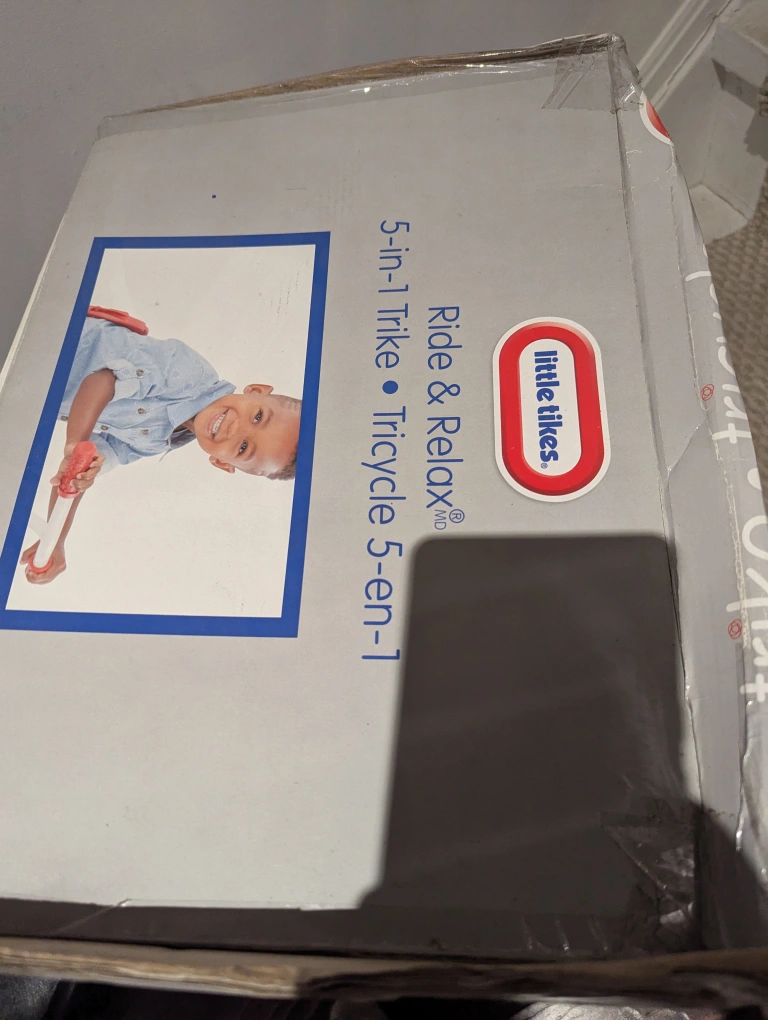 little tikes®
Ride & Relax® MD
5-in-1 Trike • Tricycle 5-en-1